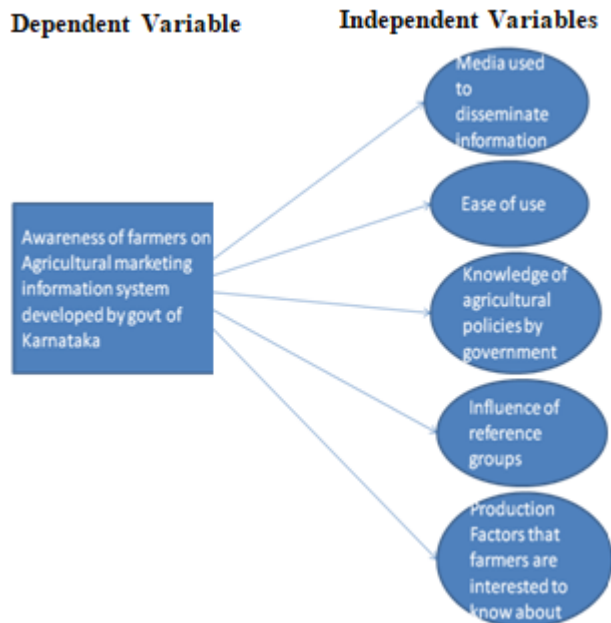 Dependent Variable
Independent Variables
Media used
to
disseminate
information
Ease of use
Awareness of farmers on
Agricultural marketing
information system
developed by govt of
Karnataka
Knowledge of
agricultural
policies by
government
Influence of
reference
groups
Production
Factors that
farmers are
interested to
know about